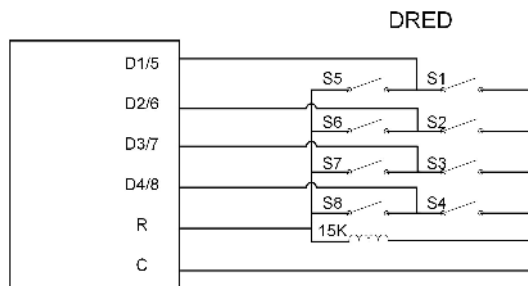 DRED
D1/5
S5 S1
D2/6
S6 S2
D3/7
S7 S3
D4/8
S8 S4
R
15K
C